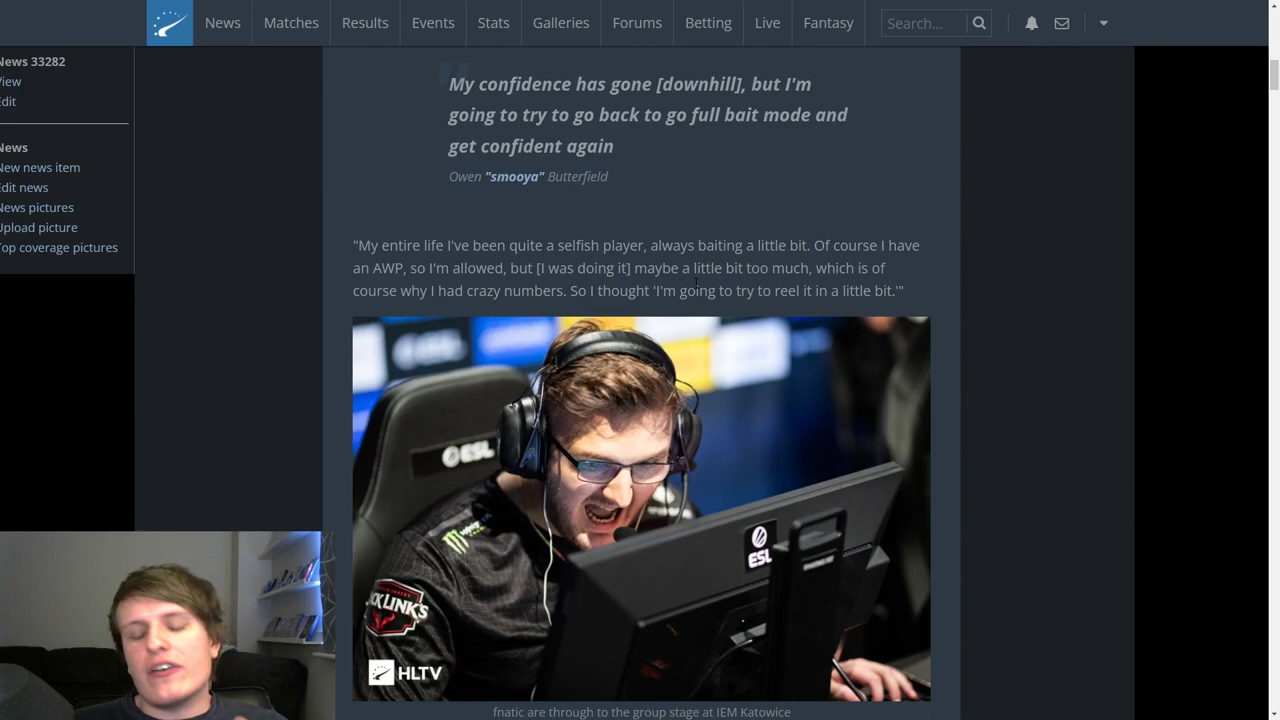 News Matches Results Events Stats Galleries Forums Betting Live Fantasy Search...
News 33282
View
Edit
News
New news item
Edit news
News pictures
Upload picture
Top coverage pictures
My confidence has gone [downhill], but I'm
going to try to go back to go full bait mode and
get confident again
Owen "smooya" Butterfield
"My entire life I've been quite a selfish player, always baiting a little bit. Of course I have
an AWP, so I'm allowed, but [I was doing it] maybe a little bit too much, which is of
course why I had crazy numbers. So I thought 'I'm going to try to reel it in a little bit.'"
ESL
ESL
JACK LINK'S
HLTV
fnatic are through to the group stage at IEM Katowice